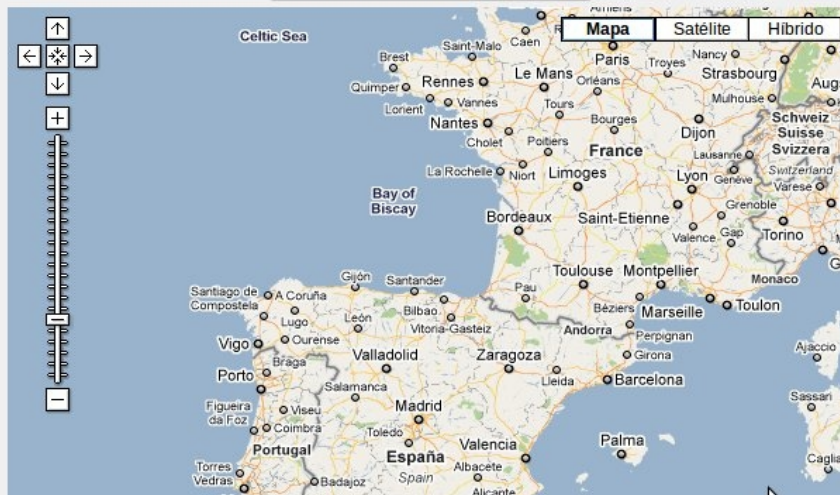 Mapa
Satélite
Híbrido
Celtic Sea
Amiens
Caen
Saint-Malo
Brest
Paris
Nancy
Troyes
Strasbourg
Quimper
Rennes
Le Mans
Orléans
Mulhouse
Lorient
Vannes
Tours
Nantes
Bourges
Dijon
Schweiz
Suisse
Svizzera
Cholet
Poitiers
France
Lausanne
La Rochelle
Niort
Limoges
Lyon
Genève
Switzerland
Varese
Bay of
Biscay
Bordeaux
Saint-Etienne
Grenoble
Valence
Gap
Torino
Toulouse
Montpellier
Monaco
Gijón
Santander
Pau
Santiago de
Compostela
A Coruña
Bilbao
Béziers
Marseille
Toulon
Lugo
León
Vitoria-Gasteiz
Andorra
Perpignan
Vigo
Ourense
Valladolid
Zaragoza
Girona
Ajaccio
Braga
Porto
Salamanca
Lleida
Barcelona
Figueira
da Foz
Viseu
Madrid
Sassari
Coimbra
Toledo
Palma
Portugal
España
Valencia
Torres
Vedras
Spain
Albacete
Badajoz
Alicante